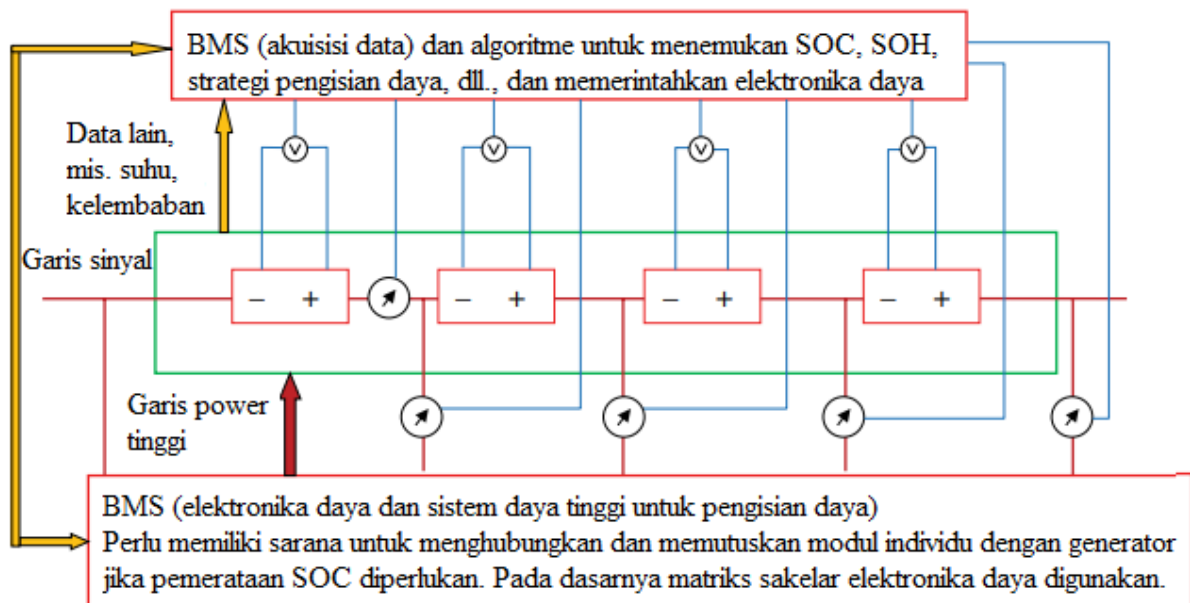 BMS (akuisisi data) dan algoritme untuk menemukan SOC, SOH,
strategi pengisian daya, dll., dan memerintahkan elektronika daya
Data lain,
mis. suhu,
kelembaban
V V V V
Garis sinyal
− + − + − + − +
Garis power
tinggi
BMS (elektronika daya dan sistem daya tinggi untuk pengisian daya)
Perlu memiliki sarana untuk menghubungkan dan memutuskan modul individu dengan generator
jika pemerataan SOC diperlukan. Pada dasarnya matriks sakelar elektronika daya digunakan.